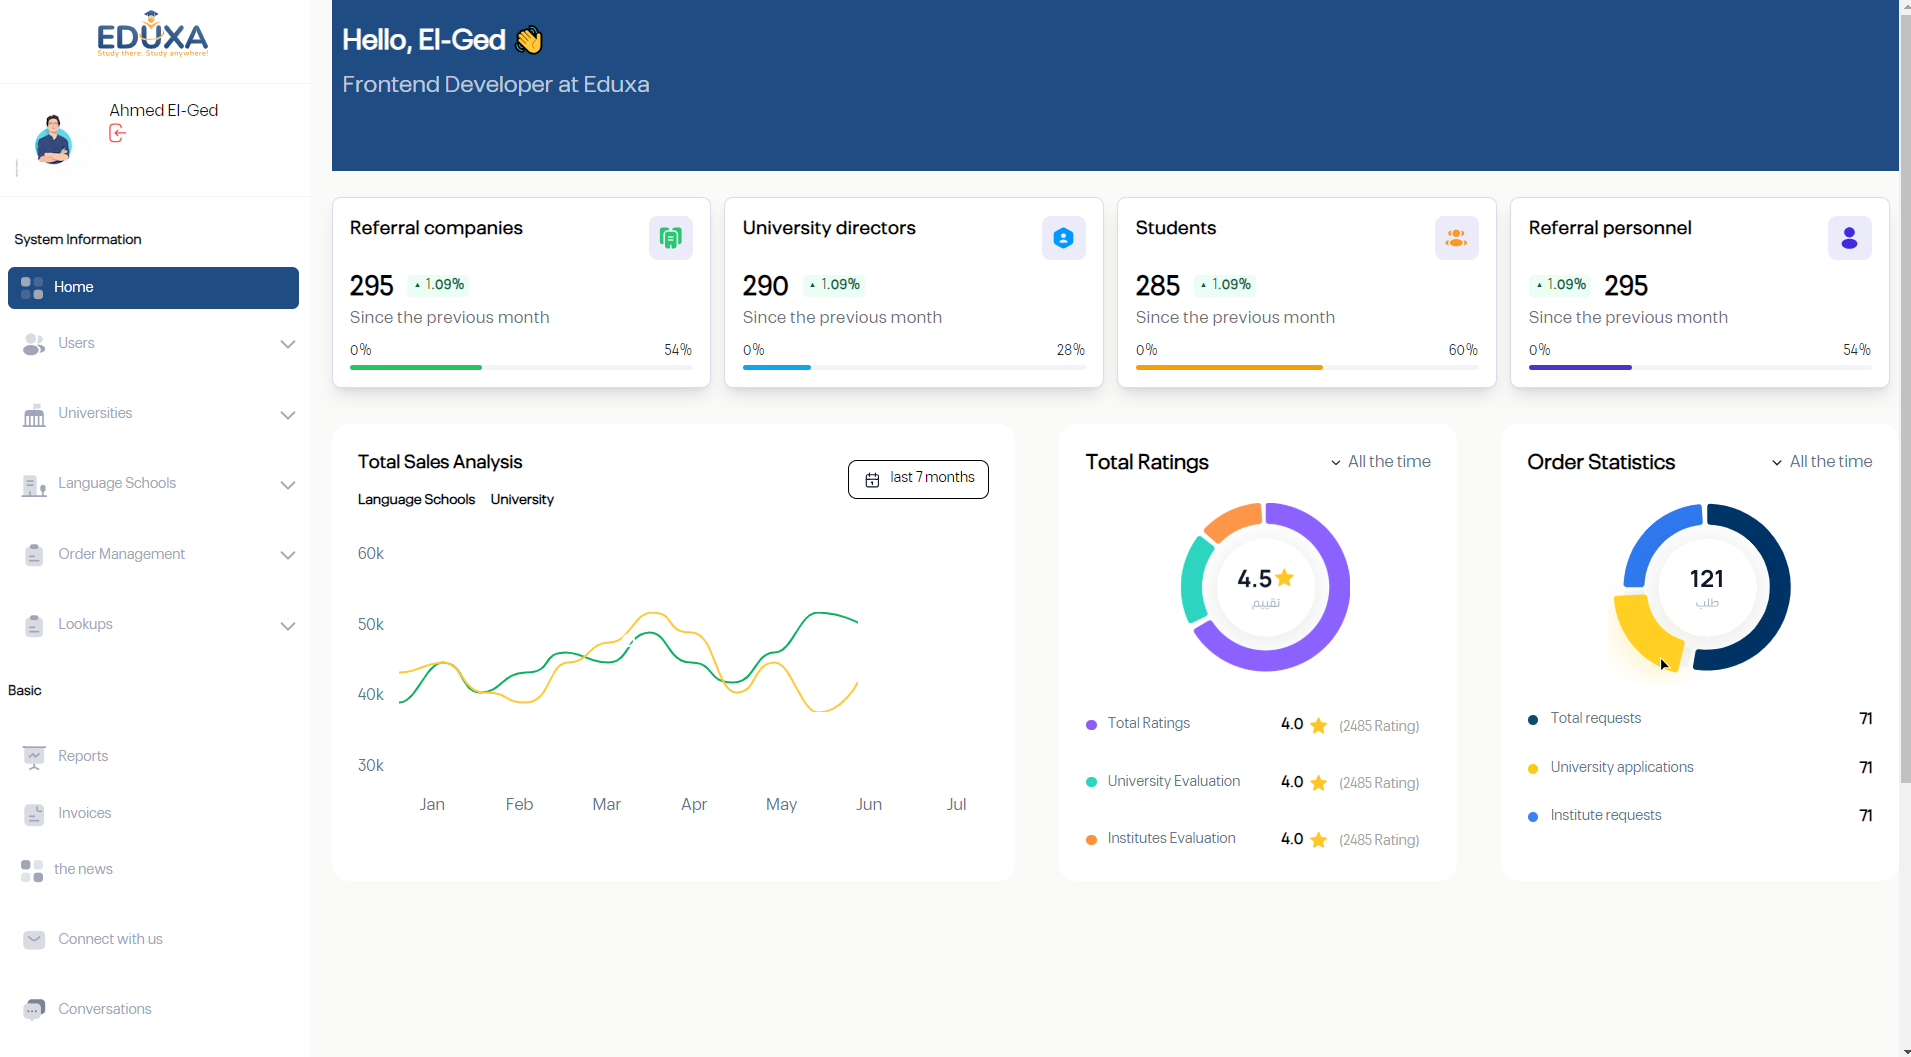 EDUXA
Study there. Study anywhere!
Ahmed El-Ged
System Information
Home
Users
Universities
Language Schools
Order Management
Lookups
Basic
Reports
Invoices
the news
Connect with us
Conversations
Hello, El-Ged 👋
Frontend Developer at Eduxa
Referral companies
295 ▲ 1.09%
Since the previous month
0% 54%
University directors
290 ▲ 1.09%
Since the previous month
0% 28%
Students
285 ▲ 1.09%
Since the previous month
0% 60%
Referral personnel
▲ 1.09% 295
Since the previous month
0% 54%
Total Sales Analysis
last 7 months
Language Schools University
60k
50k
40k
30k
Jan Feb Mar Apr May Jun Jul
Total Ratings
All the time
4.5
تقييم
Total Ratings 4.0 (2485 Rating)
University Evaluation 4.0 (2485 Rating)
Institutes Evaluation 4.0 (2485 Rating)
Order Statistics
All the time
121
طلب
Total requests 71
University applications 71
Institute requests 71